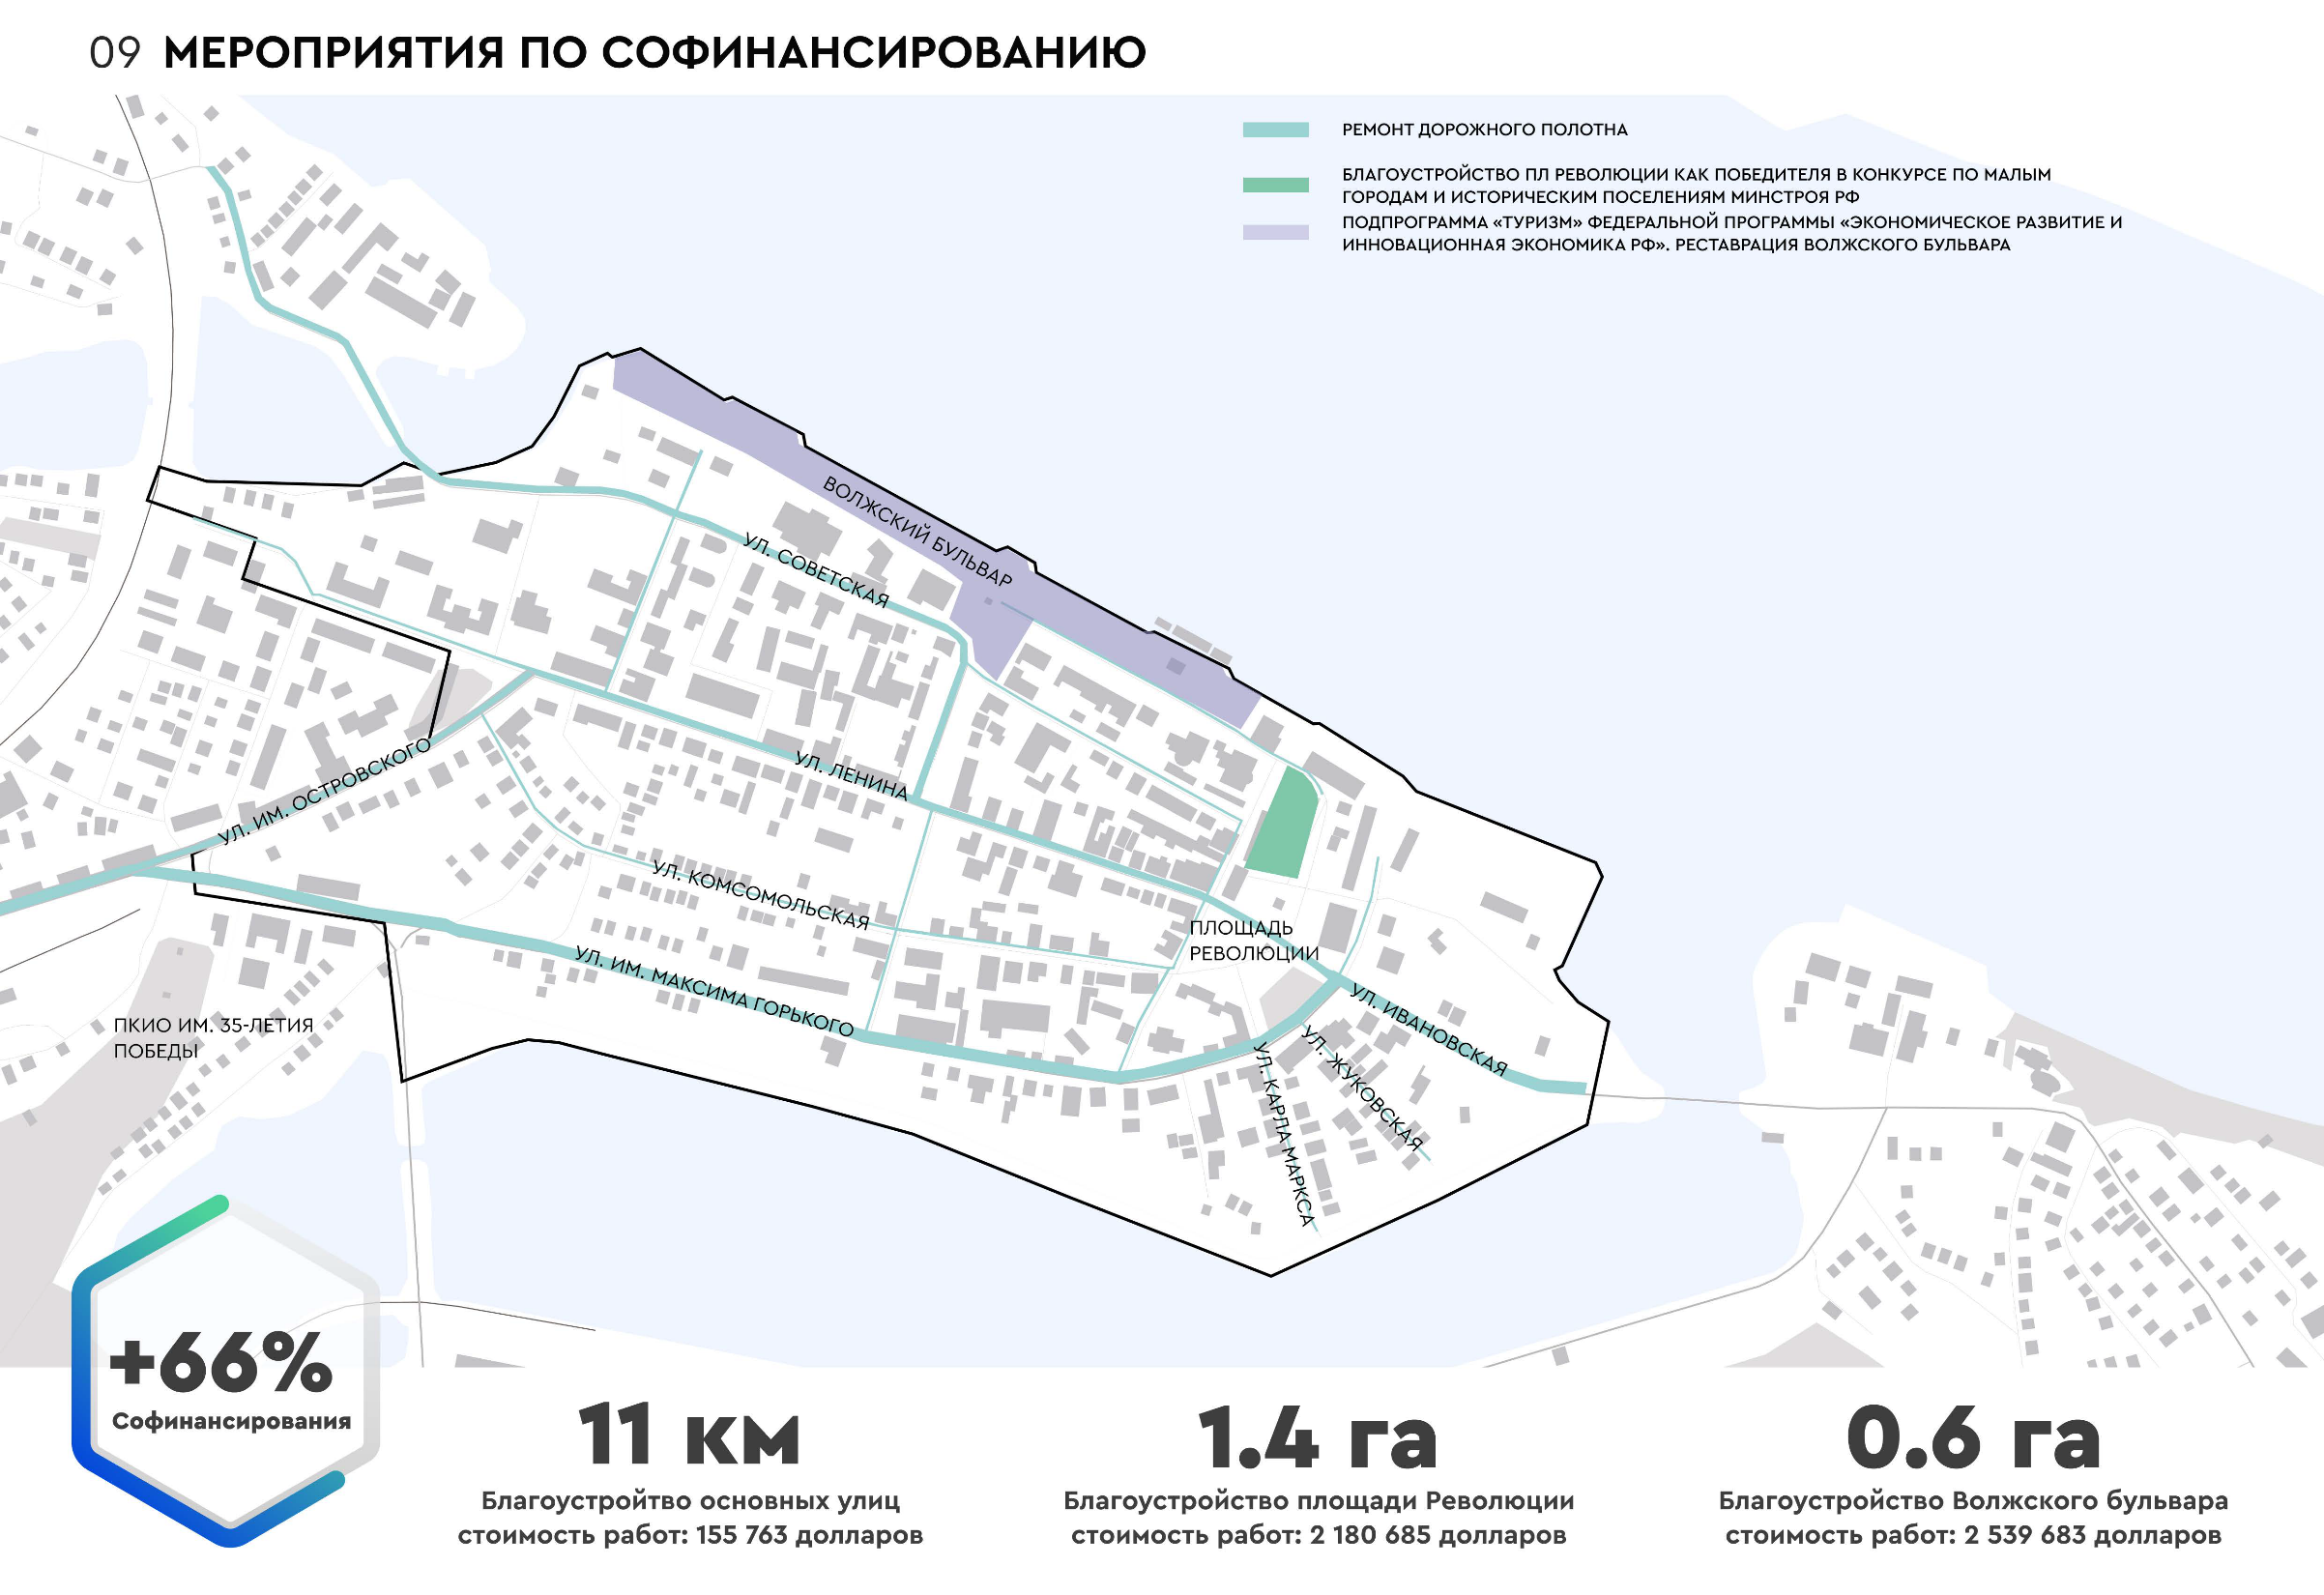 09 МЕРОПРИЯТИЯ ПО СОФИНАНСИРОВАНИЮ
РЕМОНТ ДОРОЖНОГО ПОЛОТНА
БЛАГОУСТРОЙСТВО ПЛ РЕВОЛЮЦИИ КАК ПОБЕДИТЕЛЯ В КОНКУРСЕ ПО МАЛЫМ
ГОРОДАМ И ИСТОРИЧЕСКИМ ПОСЕЛЕНИЯМ МИНСТРОЯ РФ
ПОДПРОГРАММА «ТУРИЗМ» ФЕДЕРАЛЬНОЙ ПРОГРАММЫ «ЭКОНОМИЧЕСКОЕ РАЗВИТИЕ И
ИННОВАЦИОННАЯ ЭКОНОМИКА РФ». РЕСТАВРАЦИЯ ВОЛЖСКОГО БУЛЬВАРА
ВОЛЖСКИЙ БУЛЬВАР
УЛ. СОВЕТСКАЯ
УЛ. ИМ. ОСТРОВСКОГО
УЛ. ЛЕНИНА
УЛ. КОМСОМОЛЬСКАЯ
ПЛОЩАДЬ
РЕВОЛЮЦИИ
УЛ. ИМ. МАКСИМА ГОРЬКОГО
УЛ. ИВАНОВСКАЯ
УЛ. ЖУКОВСКАЯ
УЛ. КАРЛА МАРКСА
ПКИО ИМ. 35-ЛЕТИЯ
ПОБЕДЫ
+66%
Софинансирования
11 км
Благоустройтво основных улиц
стоимость работ: 155 763 долларов
1.4 га
Благоустройство площади Революции
стоимость работ: 2 180 685 долларов
0.6 га
Благоустройство Волжского бульвара
стоимость работ: 2 539 683 долларов